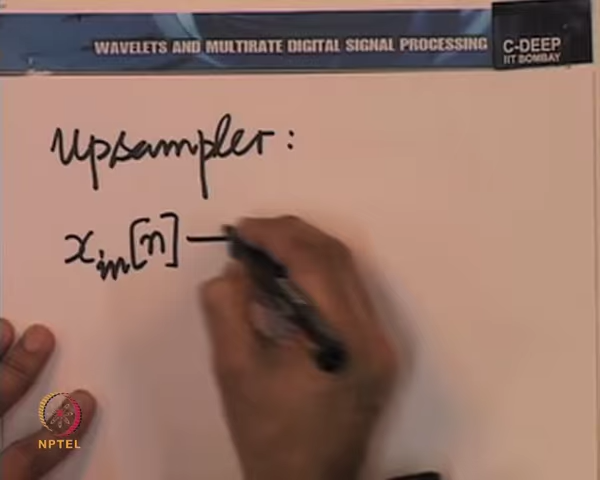 WAVELETS AND MULTIRATE DIGITAL SIGNAL PROCESSING
C-DEEP
IIT BOMBAY
Upsampler:
x_in[n] —
NPTEL